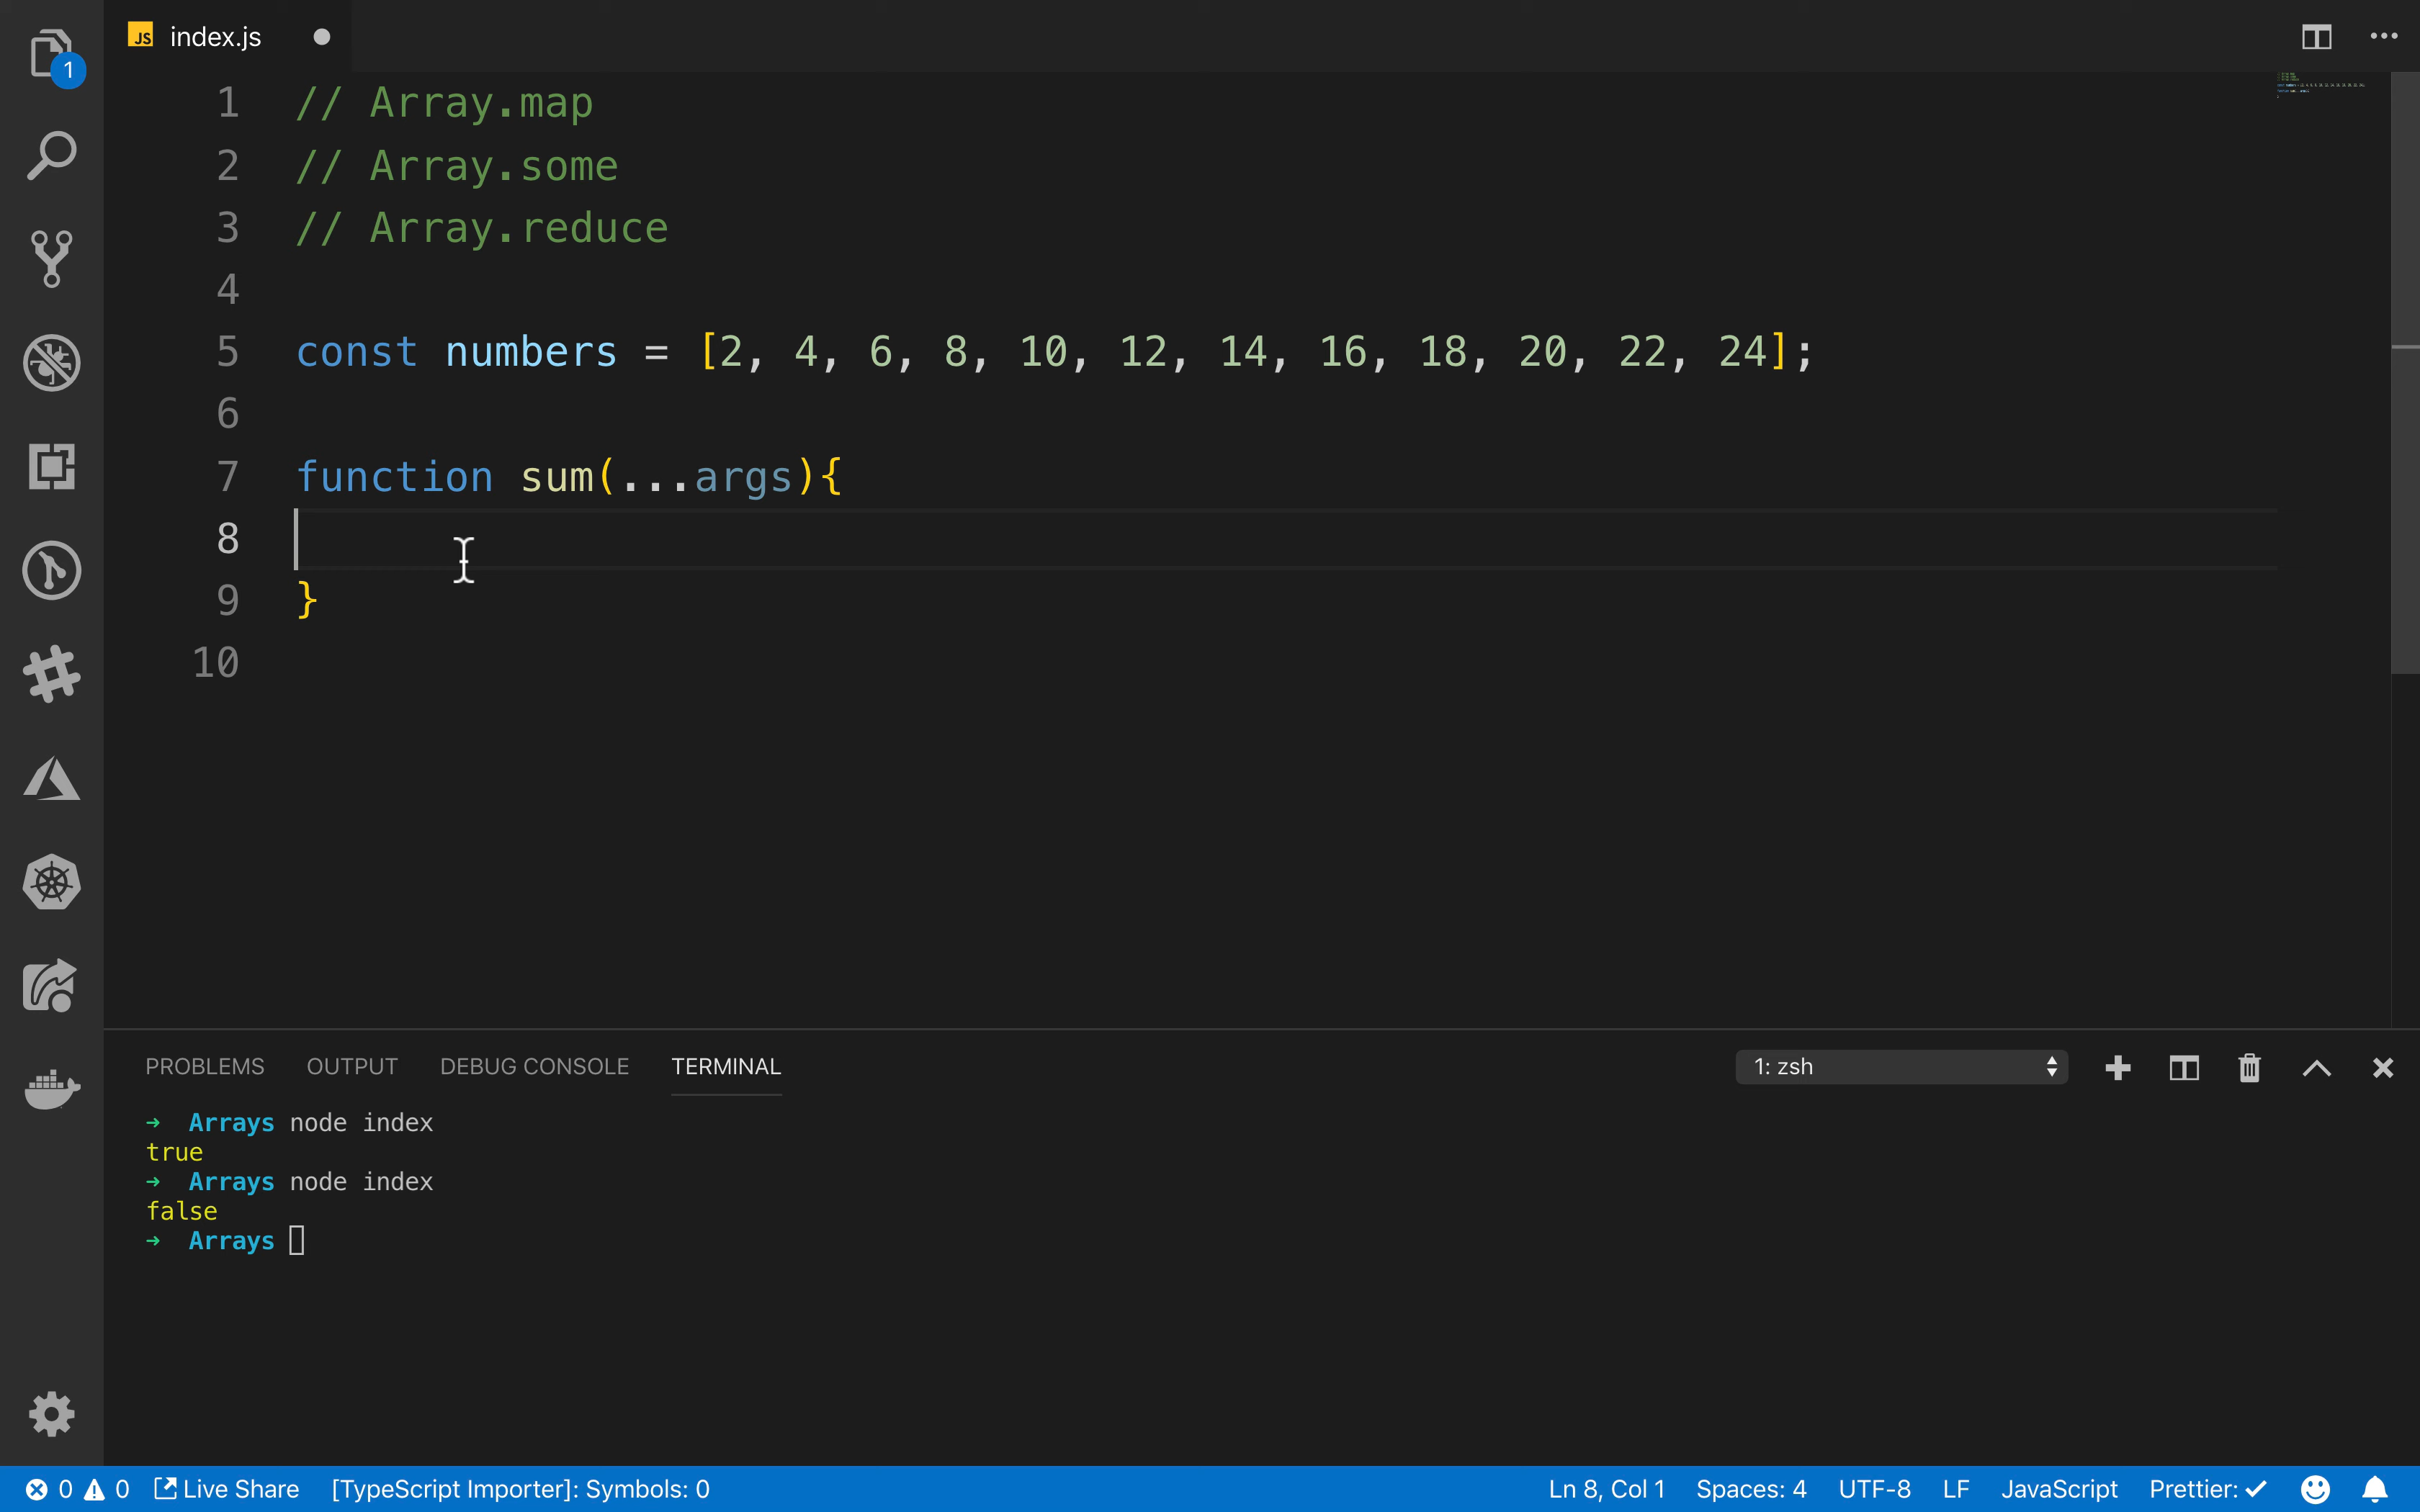 JS index.js
1
1 // Array.map
2 // Array.some
3 // Array.reduce
4
5 const numbers = [2, 4, 6, 8, 10, 12, 14, 16, 18, 20, 22, 24];
6
7 function sum(...args){
8
9 }
10
PROBLEMS OUTPUT DEBUG CONSOLE TERMINAL 1: zsh
➜ Arrays node index
true
➜ Arrays node index
false
➜ Arrays
0 0 Live Share [TypeScript Importer]: Symbols: 0 Ln 8, Col 1 Spaces: 4 UTF-8 LF JavaScript Prettier: ✓